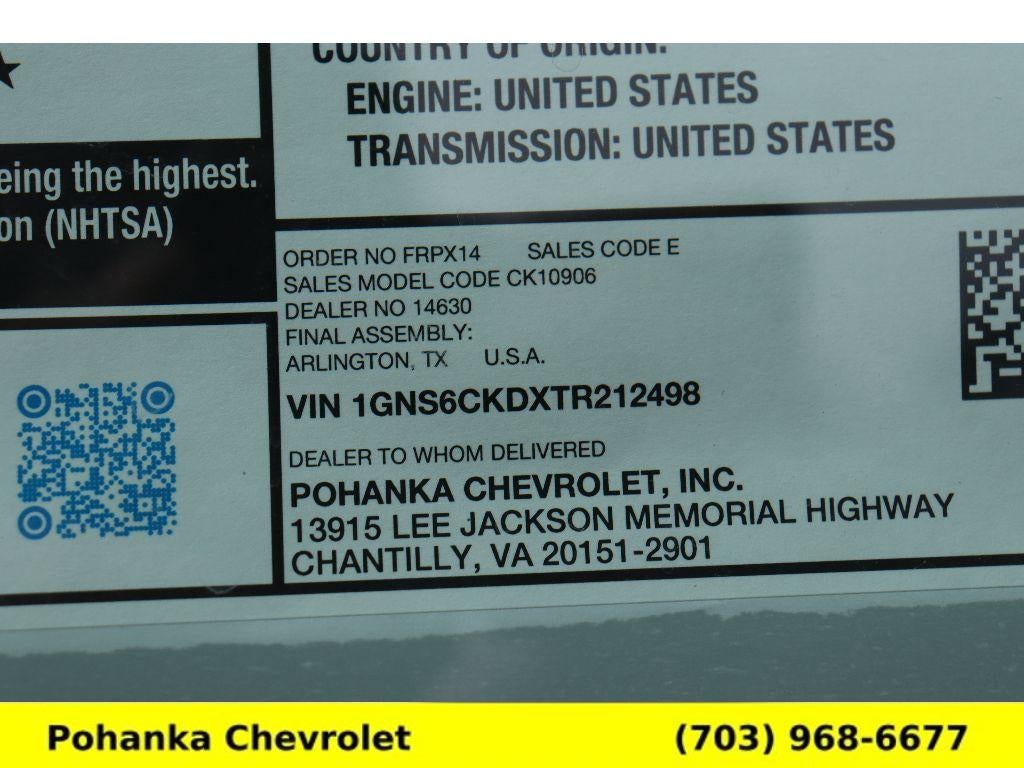 COUNTRY OF ORIGIN:
ENGINE: UNITED STATES
TRANSMISSION: UNITED STATES
eing the highest.
on (NHTSA)
ORDER NO FRPX14 SALES CODE E
SALES MODEL CODE CK10906
DEALER NO 14630
FINAL ASSEMBLY:
ARLINGTON, TX U.S.A.
VIN 1GNS6CKDXTR212498
DEALER TO WHOM DELIVERED
POHANKA CHEVROLET, INC.
13915 LEE JACKSON MEMORIAL HIGHWAY
CHANTILLY, VA 20151-2901
Pohanka Chevrolet (703) 968-6677